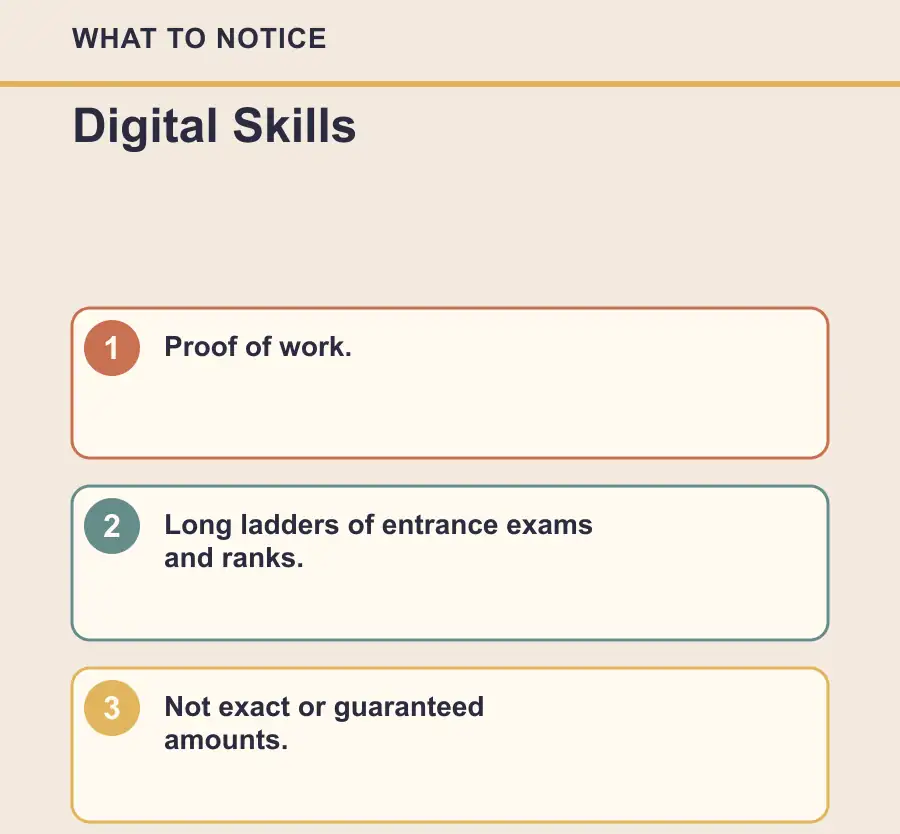 WHAT TO NOTICE
Digital Skills
1
Proof of work.
2
Long ladders of entrance exams
and ranks.
3
Not exact or guaranteed
amounts.